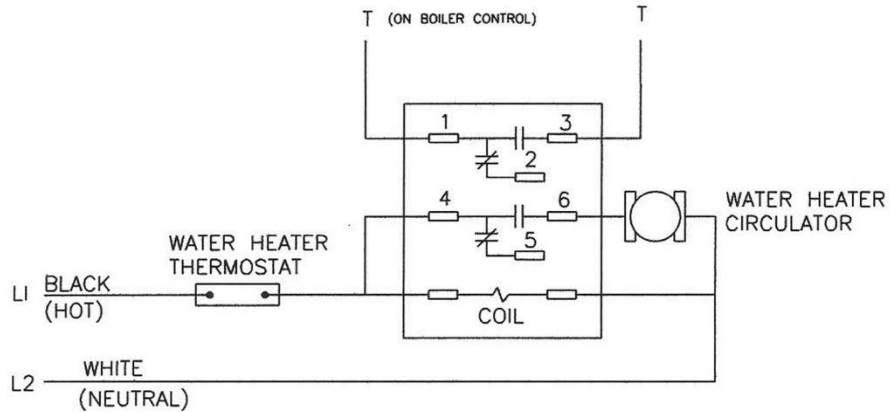 T (ON BOILER CONTROL) T
1 3
2
4 6
5
WATER HEATER
CIRCULATOR
WATER HEATER
THERMOSTAT
L1 BLACK
(HOT)
COIL
L2 WHITE
(NEUTRAL)